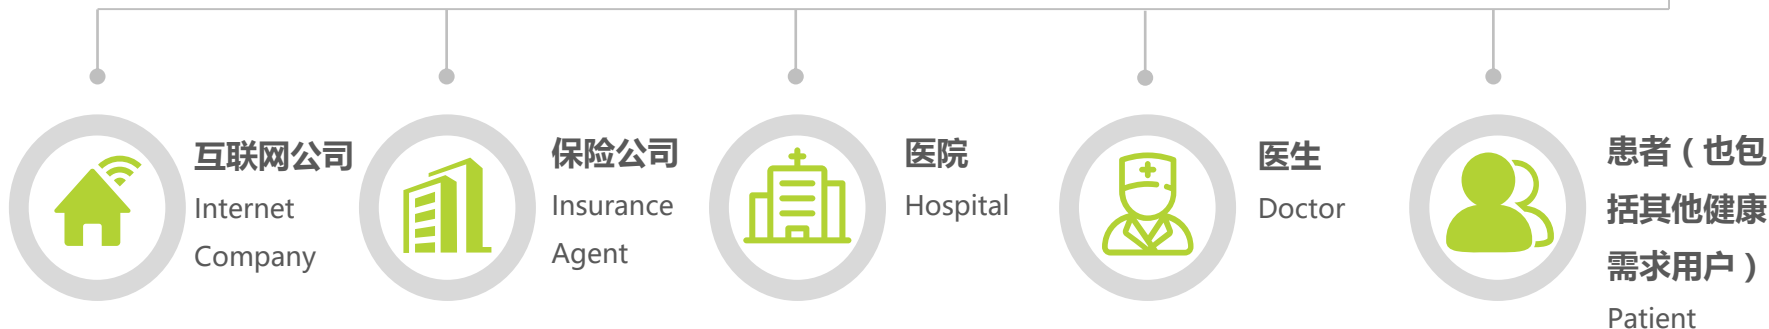 互联网公司
Internet
Company
保险公司
Insurance
Agent
医院
Hospital
医生
Doctor
患者（也包
括其他健康
需求用户）
Patient